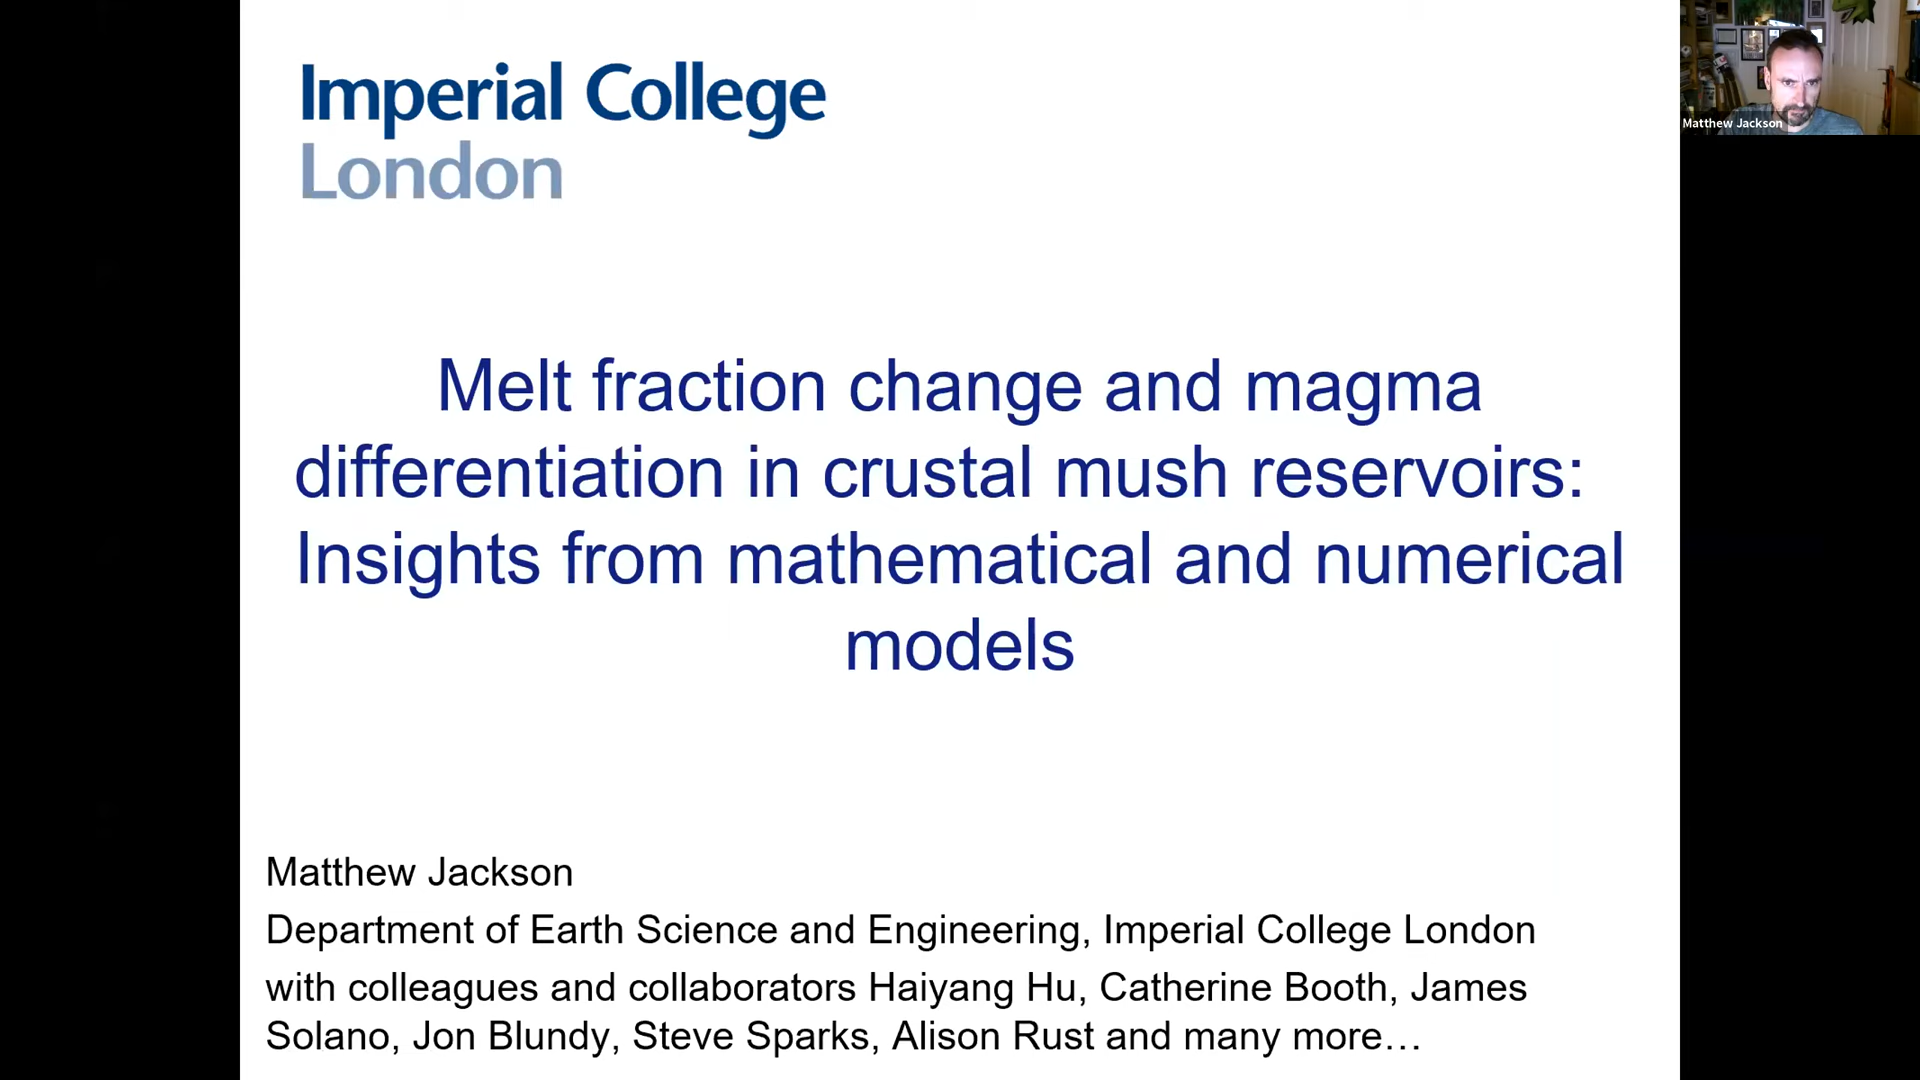 Imperial College
London
Matthew Jackson
Melt fraction change and magma
differentiation in crustal mush reservoirs:
Insights from mathematical and numerical
models
Matthew Jackson
Department of Earth Science and Engineering, Imperial College London
with colleagues and collaborators Haiyang Hu, Catherine Booth, James
Solano, Jon Blundy, Steve Sparks, Alison Rust and many more…